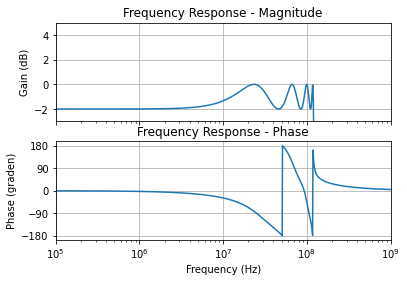 Frequency Response - Magnitude
Gain (dB)
4
2
0
−2
Frequency Response - Phase
Phase (graden)
180
90
0
−90
−180
10^5 10^6 10^7 10^8 10^9
Frequency (Hz)